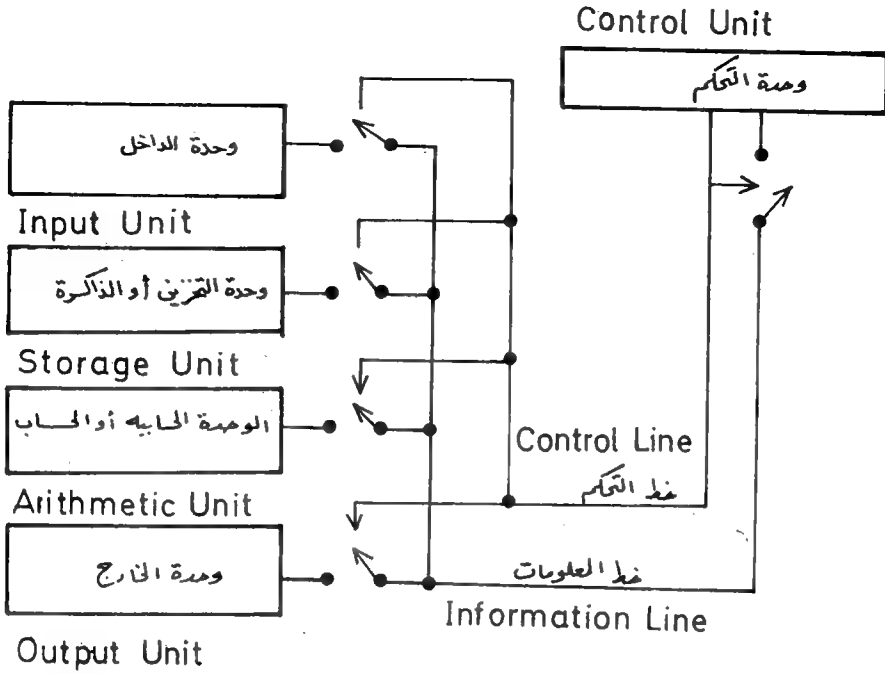 Control Unit
وحدة التحكم
وحدة الداخل
Input Unit
وحدة التخزين أو الذاكرة
Storage Unit
الوحدة الحسابيه أو الحساب
Arithmetic Unit
وحدة الخارج
Output Unit
Control Line
خط التحكم
خط المعلومات
Information Line